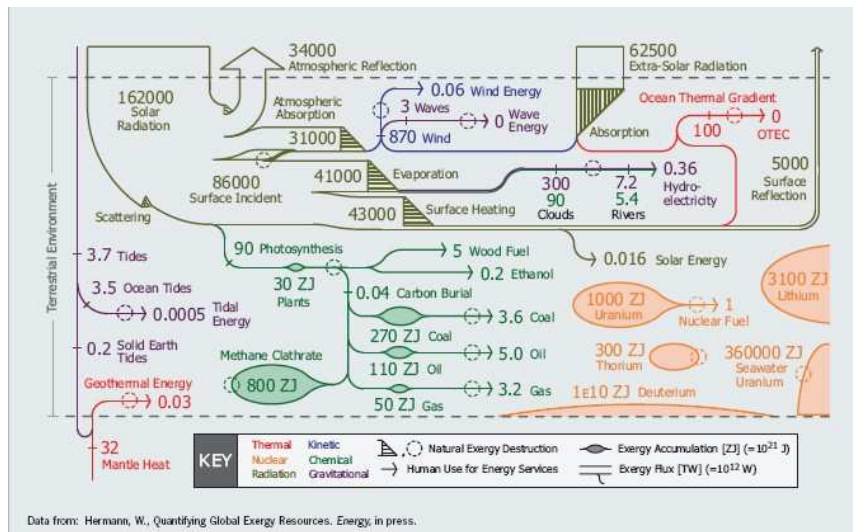 34000
Atmospheric Reflection
62500
Extra-Solar Radiation
162000
Solar
Radiation
Atmospheric
Absorption
31000
0.06 Wind Energy
3 Waves
0 Wave
Energy
870 Wind
Absorption
Ocean Thermal Gradient
0
OTEC
100
86000
Surface Incident
41000
Evaporation
300
90
Clouds
7.2
5.4
Rivers
0.36
Hydro-
electricity
5000
Surface
Reflection
Scattering
43000
Surface Heating
Terrestrial Environment
3.7 Tides
90 Photosynthesis
5 Wood Fuel
0.2 Ethanol
0.016 Solar Energy
30 ZJ
Plants
3.5 Ocean Tides
0.0005 Tidal
Energy
0.04 Carbon Burial
3.6 Coal
270 ZJ Coal
1000 ZJ
Uranium
1
Nuclear Fuel
3100 ZJ
Lithium
0.2 Solid Earth
Tides
Methane Clathrate
800 ZJ
5.0 Oil
110 ZJ Oil
300 ZJ
Thorium
360000 ZJ
Seawater
Uranium
Geothermal Energy
0.03
3.2 Gas
50 ZJ Gas
1E10 ZJ Deuterium
32
Mantle Heat
KEY
Thermal
Nuclear
Radiation
Kinetic
Chemical
Gravitational
, Natural Exergy Destruction
Human Use for Energy Services
Exergy Accumulation [ZJ] (=10²¹ J)
Exergy Flux [TW] (=10¹² W)
Data from: Hermann, W., Quantifying Global Exergy Resources. Energy, in press.